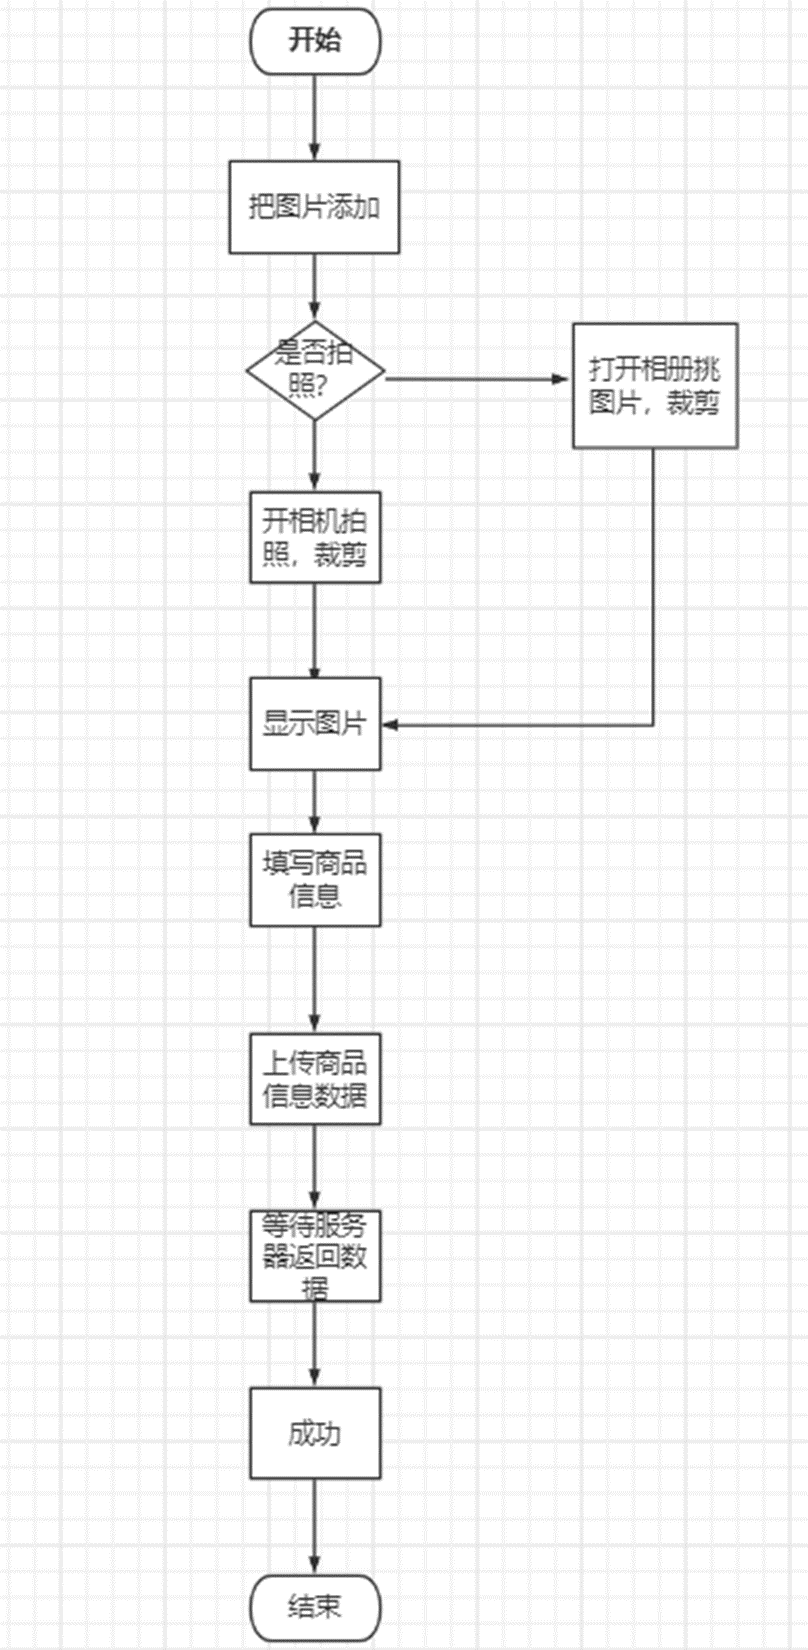 开始
把图片添加
是否拍
照?
打开相册挑
图片，裁剪
开相机拍
照，裁剪
显示图片
填写商品
信息
上传商品
信息数据
等待服务
器返回数
据
成功
结束